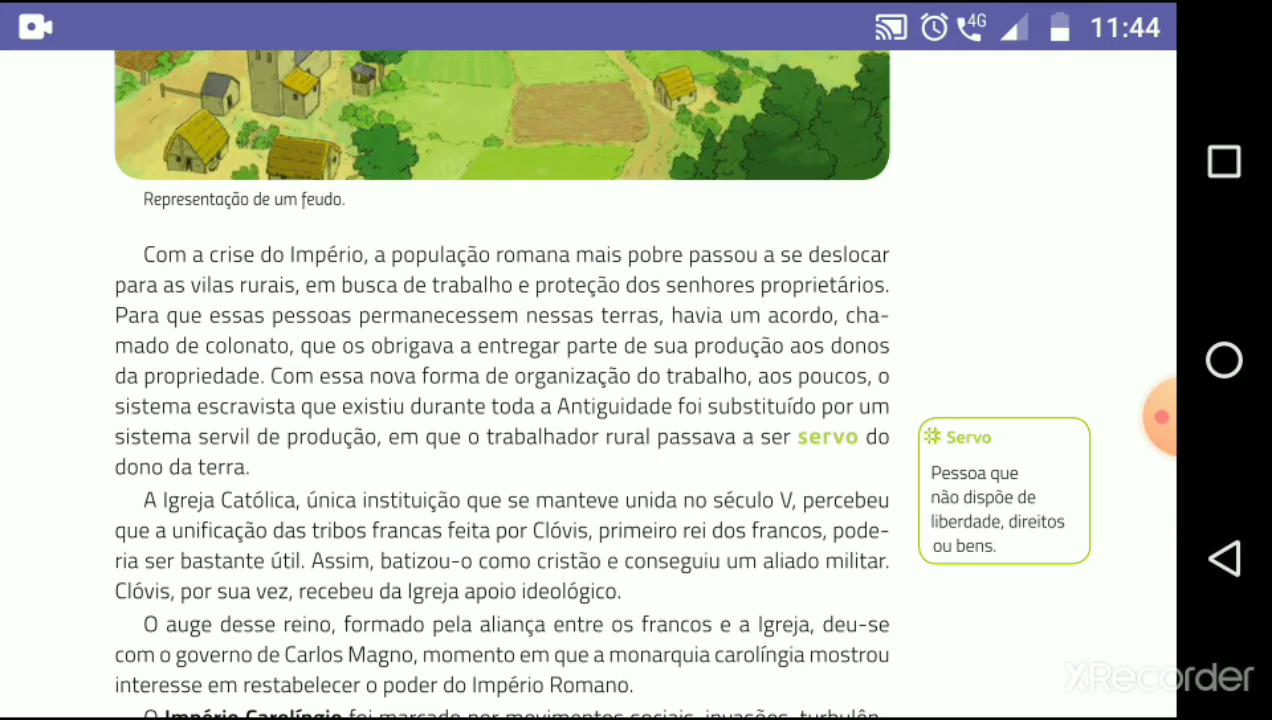 4G 11:44
Representação de um feudo.
Com a crise do Império, a população romana mais pobre passou a se deslocar
para as vilas rurais, em busca de trabalho e proteção dos senhores proprietários.
Para que essas pessoas permanecessem nessas terras, havia um acordo, cha-
mado de colonato, que os obrigava a entregar parte de sua produção aos donos
da propriedade. Com essa nova forma de organização do trabalho, aos poucos, o
sistema escravista que existiu durante toda a Antiguidade foi substituído por um
sistema servil de produção, em que o trabalhador rural passava a ser servo do
dono da terra.
A Igreja Católica, única instituição que se manteve unida no século V, percebeu
que a unificação das tribos francas feita por Clóvis, primeiro rei dos francos, pode-
ria ser bastante útil. Assim, batizou-o como cristão e conseguiu um aliado militar.
Clóvis, por sua vez, recebeu da Igreja apoio ideológico.
O auge desse reino, formado pela aliança entre os francos e a Igreja, deu-se
com o governo de Carlos Magno, momento em que a monarquia carolíngia mostrou
interesse em restabelecer o poder do Império Romano.
O Império Carolíngio foi marcado por movimentos sociais, invasões, turbulên-
Servo
Pessoa que
não dispõe de
liberdade, direitos
ou bens.
XRecorder